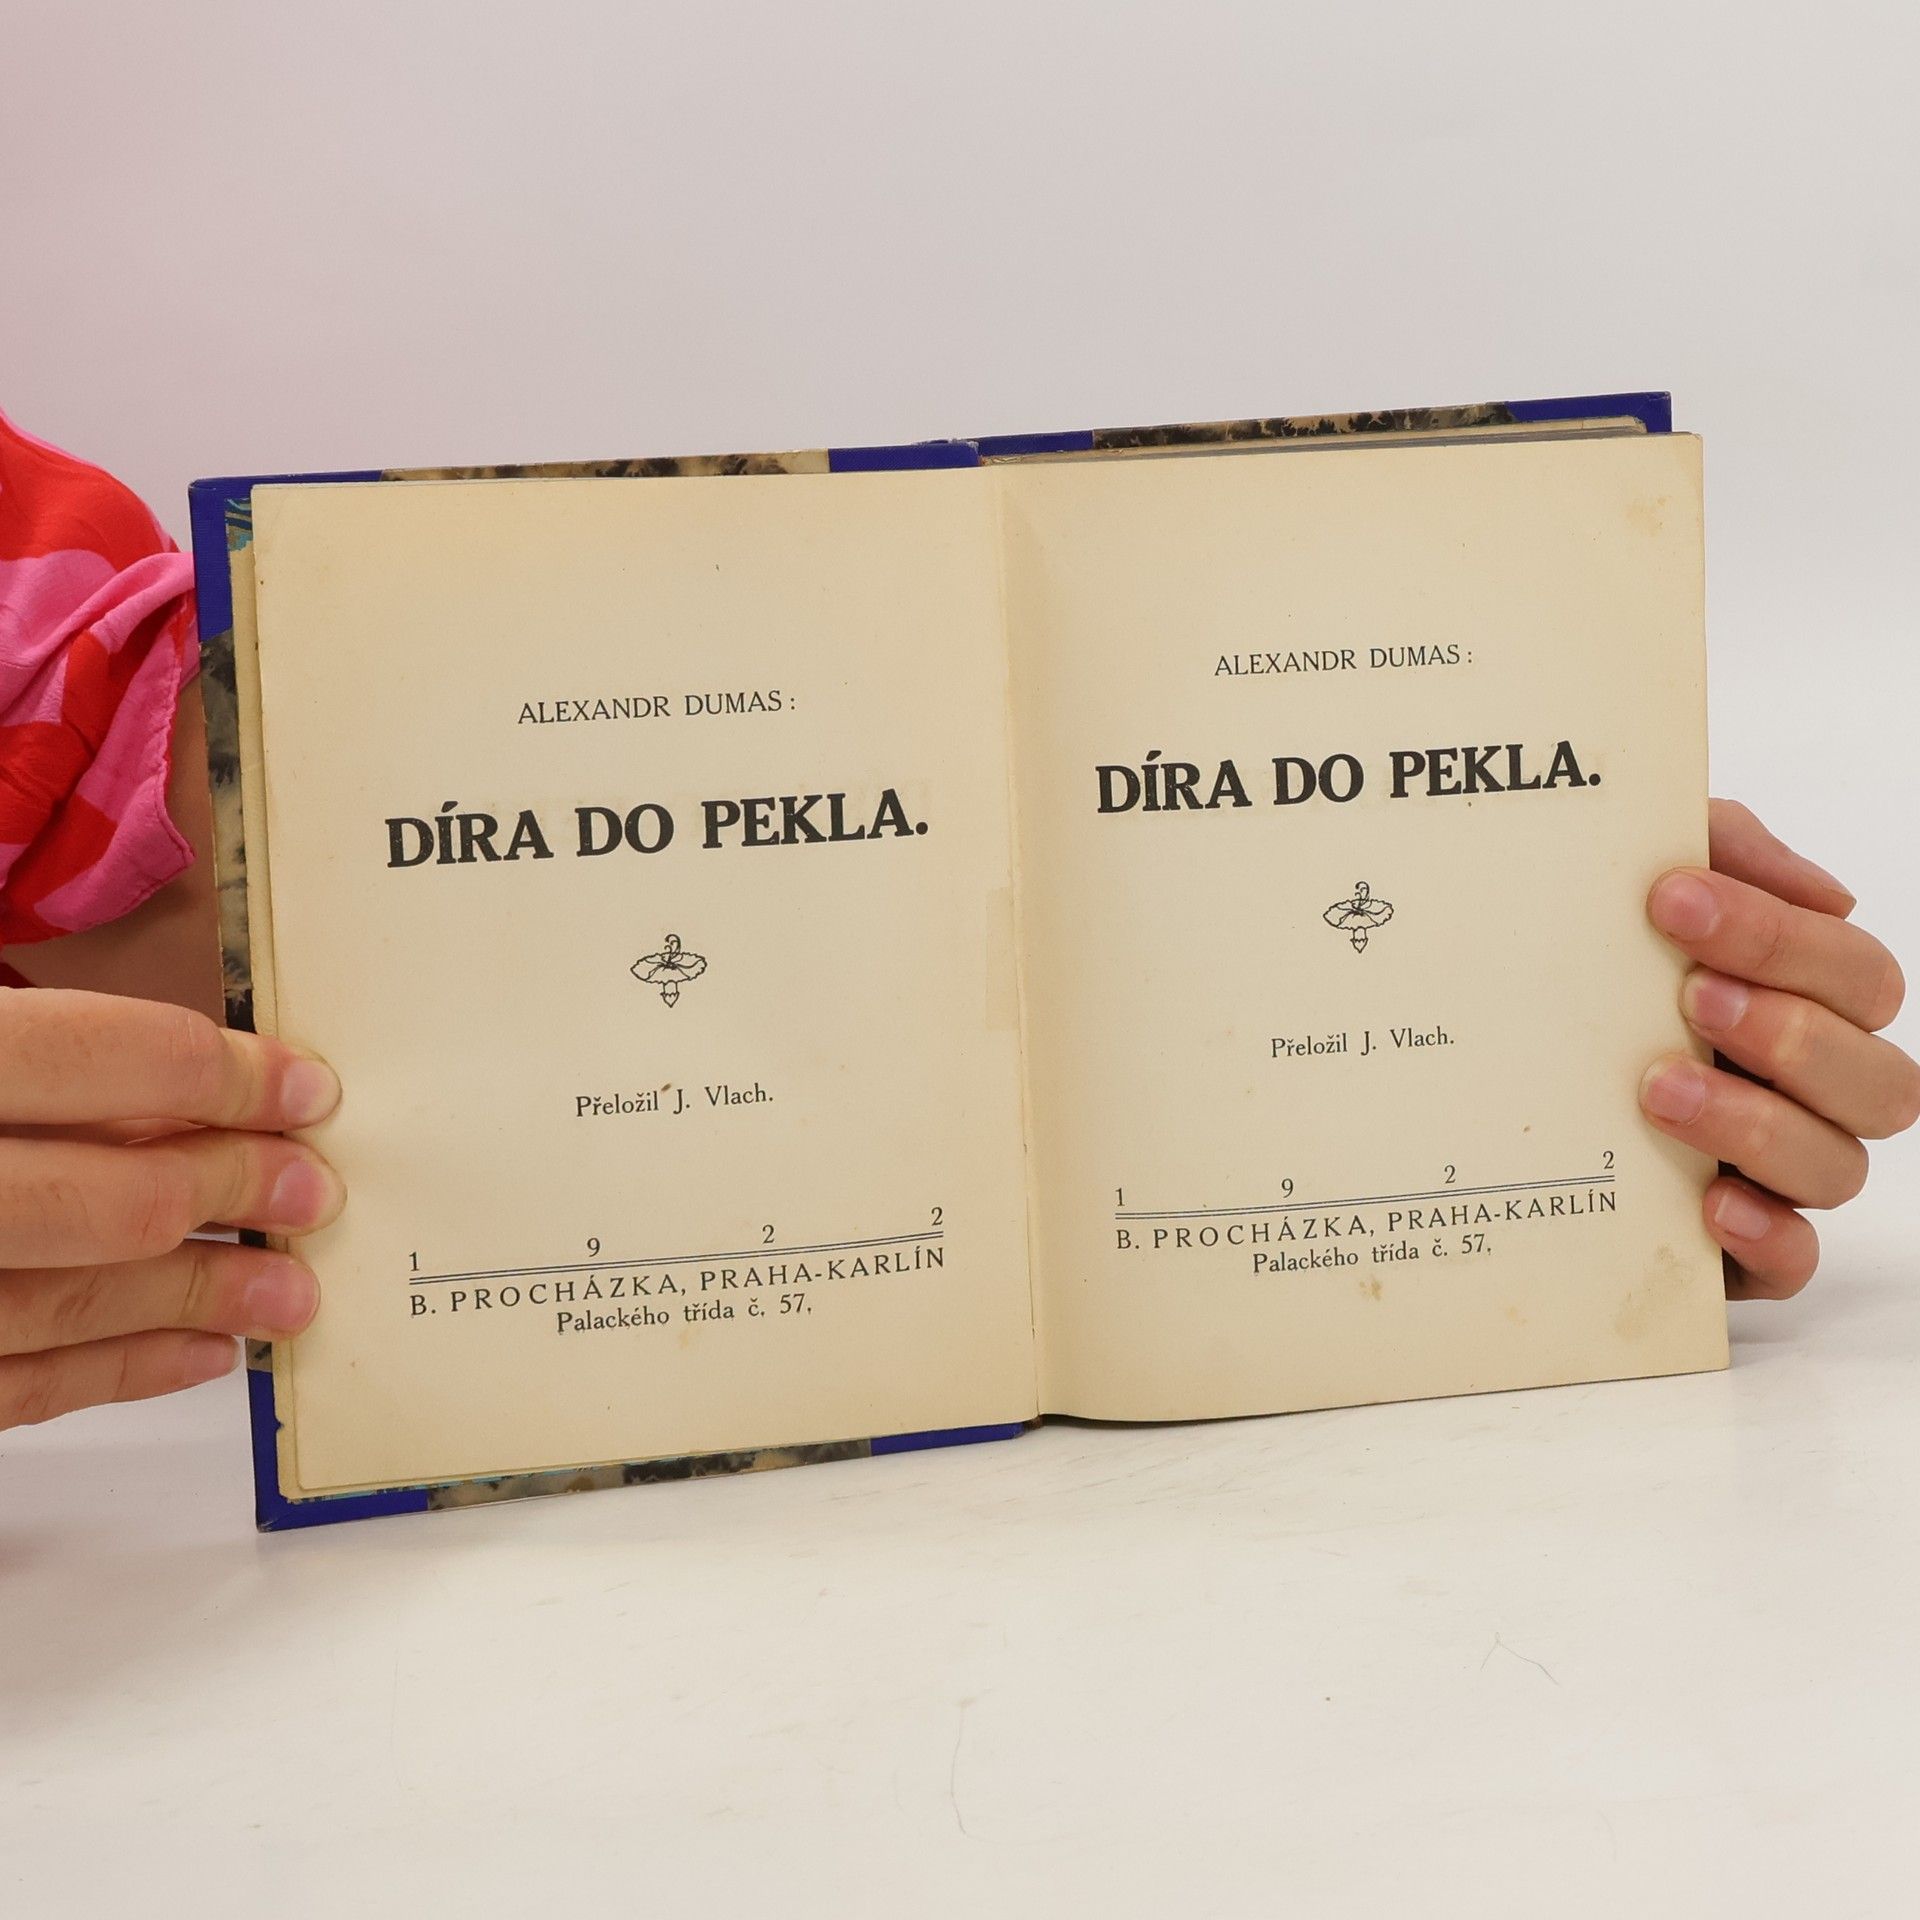 ALEXANDR DUMAS:
DÍRA DO PEKLA.
Přeložil J. Vlach.
1 9 2 2
B. PROCHÁZKA, PRAHA-KARLÍN
Palackého třída č. 57.
ALEXANDR DUMAS:
DÍRA DO PEKLA.
Přeložil J. Vlach.
1 9 2 2
B. PROCHÁZKA, PRAHA-KARLÍN
Palackého třída č. 57.